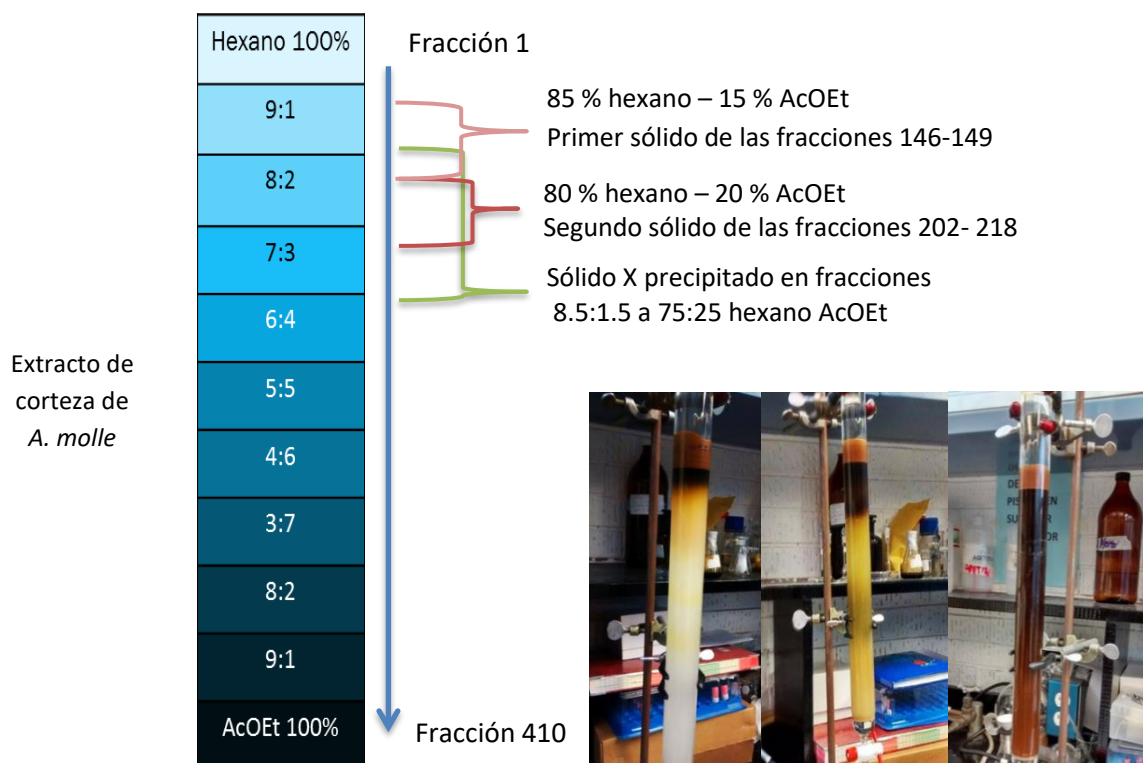 Hexano 100%
Fracción 1
9:1
85 % hexano – 15 % AcOEt
Primer sólido de las fracciones 146-149
8:2
80 % hexano – 20 % AcOEt
Segundo sólido de las fracciones 202- 218
7:3
Sólido X precipitado en fracciones
8.5:1.5 a 75:25 hexano AcOEt
6:4
Extracto de
corteza de
A. molle
5:5
4:6
3:7
8:2
9:1
AcOEt 100%
Fracción 410